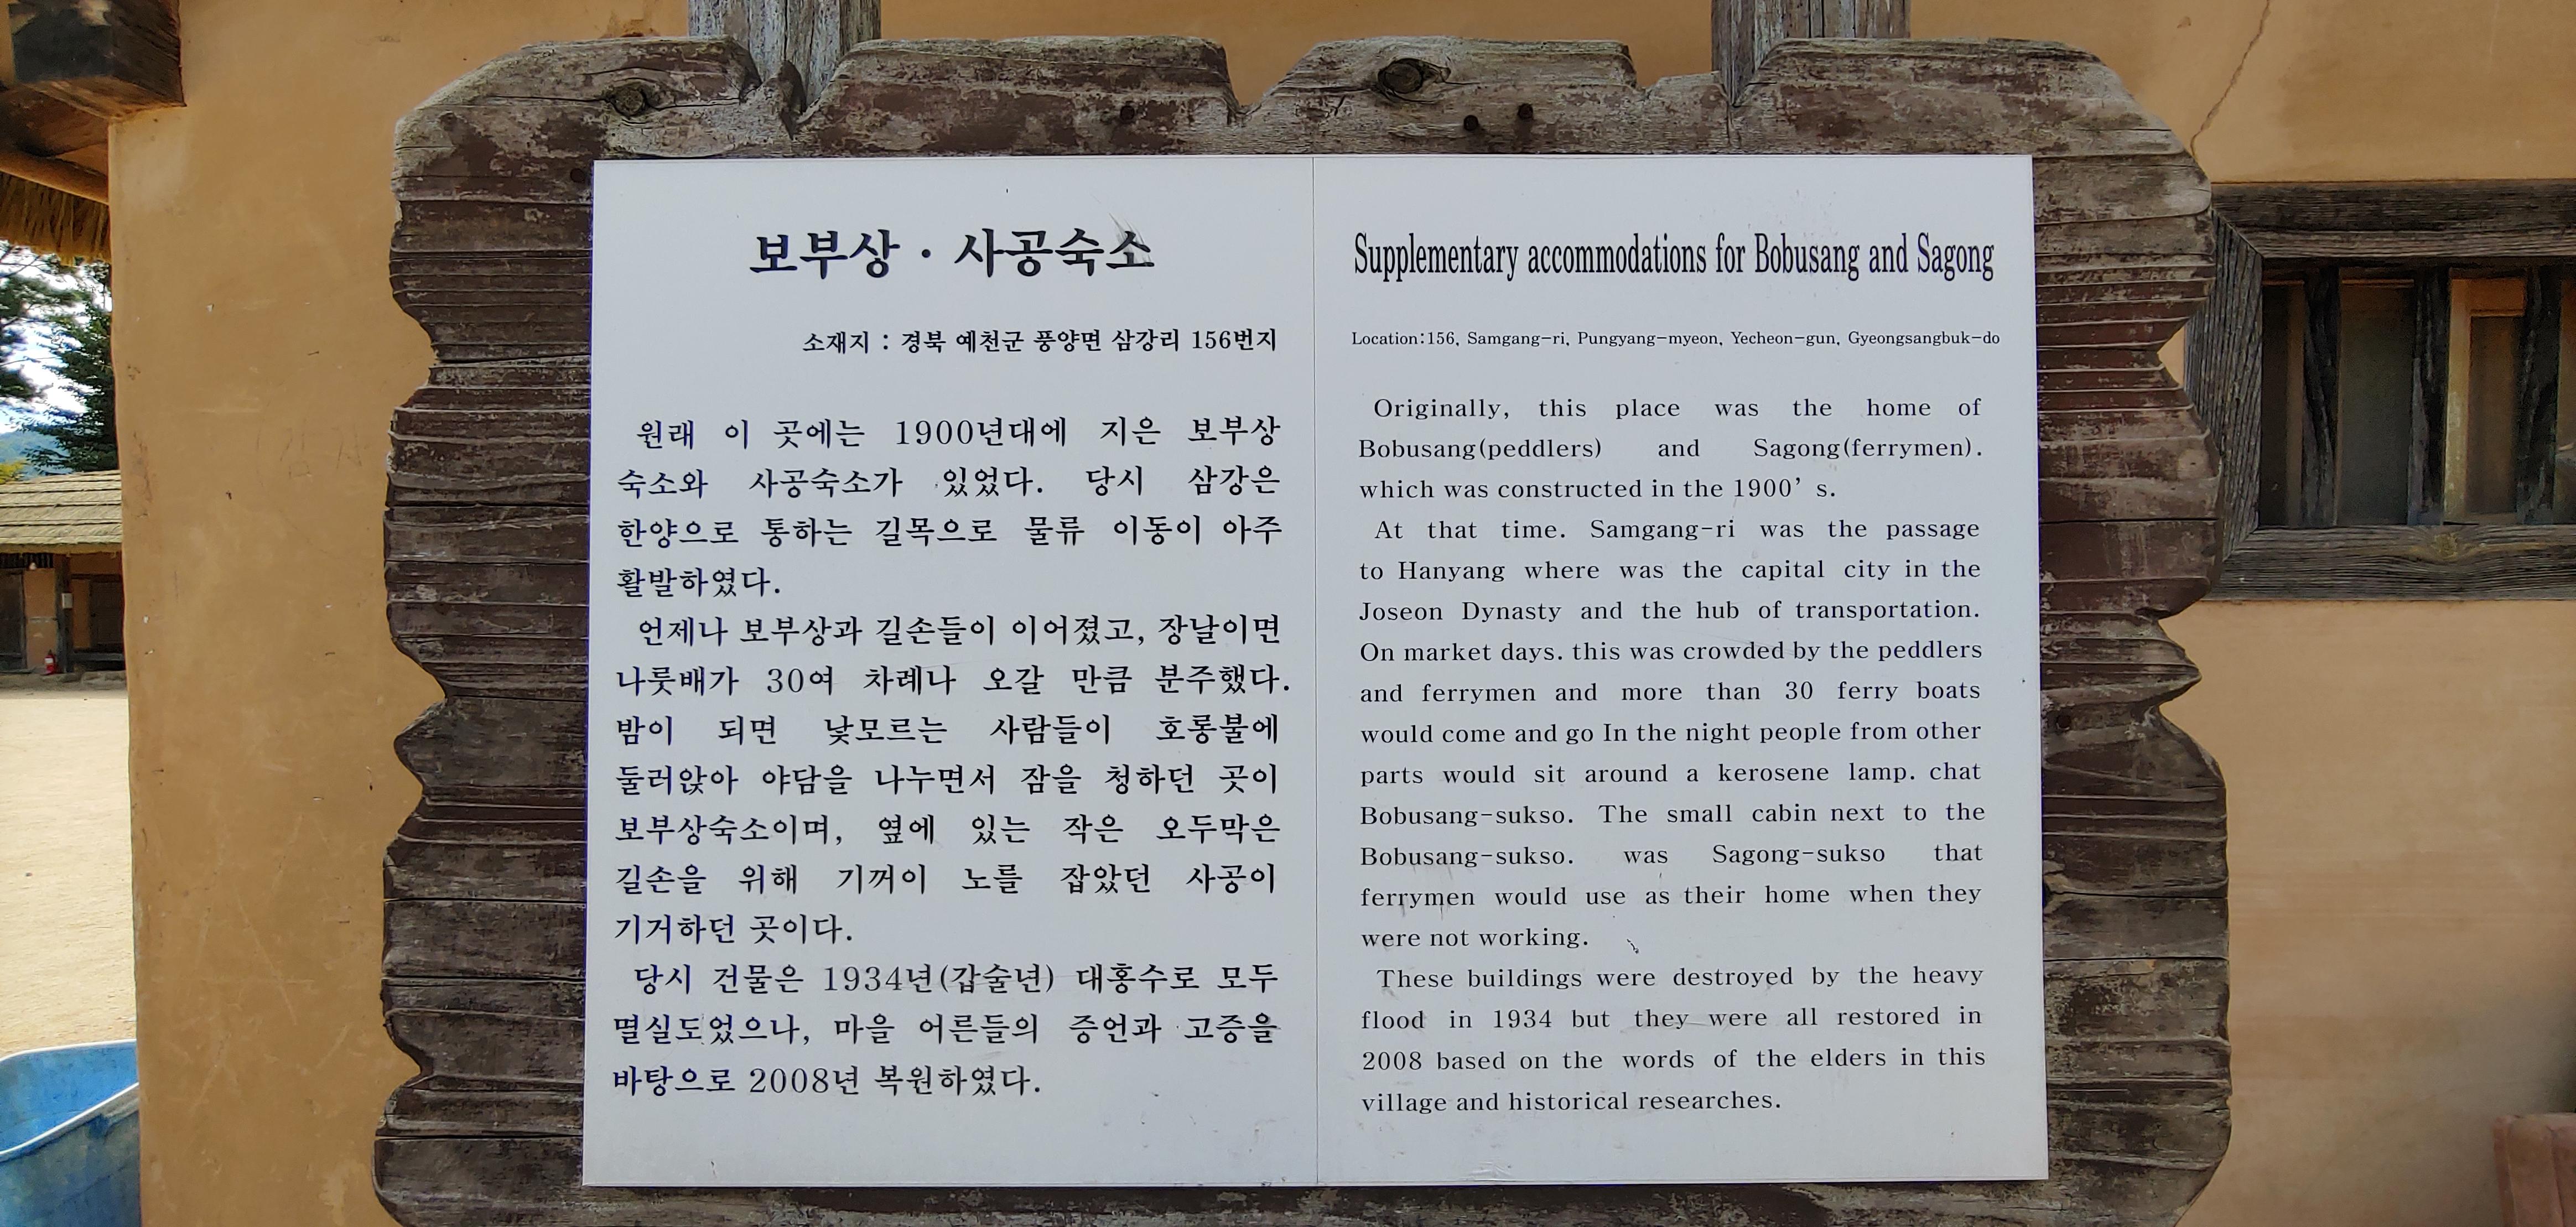 보부상 · 사공숙소
소재지 : 경북 예천군 풍양면 삼강리 156번지
원래 이 곳에는 1900년대에 지은 보부상
숙소와 사공숙소가 있었다. 당시 삼강은
한양으로 통하는 길목으로 물류 이동이 아주
활발하였다.
언제나 보부상과 길손들이 이어졌고, 장날이면
나룻배가 30여 차례나 오갈 만큼 분주했다.
밤이 되면 낯모르는 사람들이 호롱불에
둘러앉아 야담을 나누면서 잠을 청하던 곳이
보부상숙소이며, 옆에 있는 작은 오두막은
길손을 위해 기꺼이 노를 잡았던 사공이
기거하던 곳이다.
당시 건물은 1934년(갑술년) 대홍수로 모두
멸실도었으나, 마을 어른들의 증언과 고증을
바탕으로 2008년 복원하였다.
Supplementary accommodations for Bobusang and Sagong
Location:156, Samgang-ri, Pungyang-myeon, Yecheon-gun, Gyeongsangbuk-do
Originally, this place was the home of
Bobusang(peddlers) and Sagong(ferrymen).
which was constructed in the 1900’ s.
At that time. Samgang-ri was the passage
to Hanyang where was the capital city in the
Joseon Dynasty and the hub of transportation.
On market days. this was crowded by the peddlers
and ferrymen and more than 30 ferry boats
would come and go In the night people from other
parts would sit around a kerosene lamp. chat
Bobusang-sukso. The small cabin next to the
Bobusang-sukso. was Sagong-sukso that
ferrymen would use as their home when they
were not working.
These buildings were destroyed by the heavy
flood in 1934 but they were all restored in
2008 based on the words of the elders in this
village and historical researches.